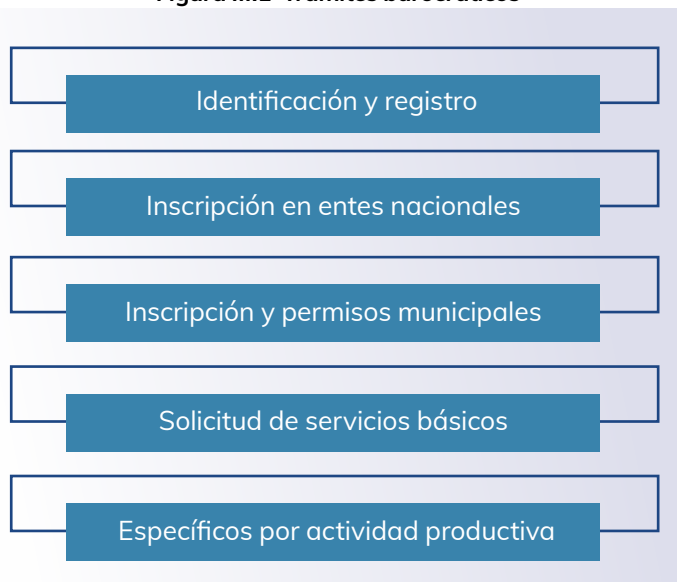 Identificación y registro
Inscripción en entes nacionales
Inscripción y permisos municipales
Solicitud de servicios básicos
Específicos por actividad productiva